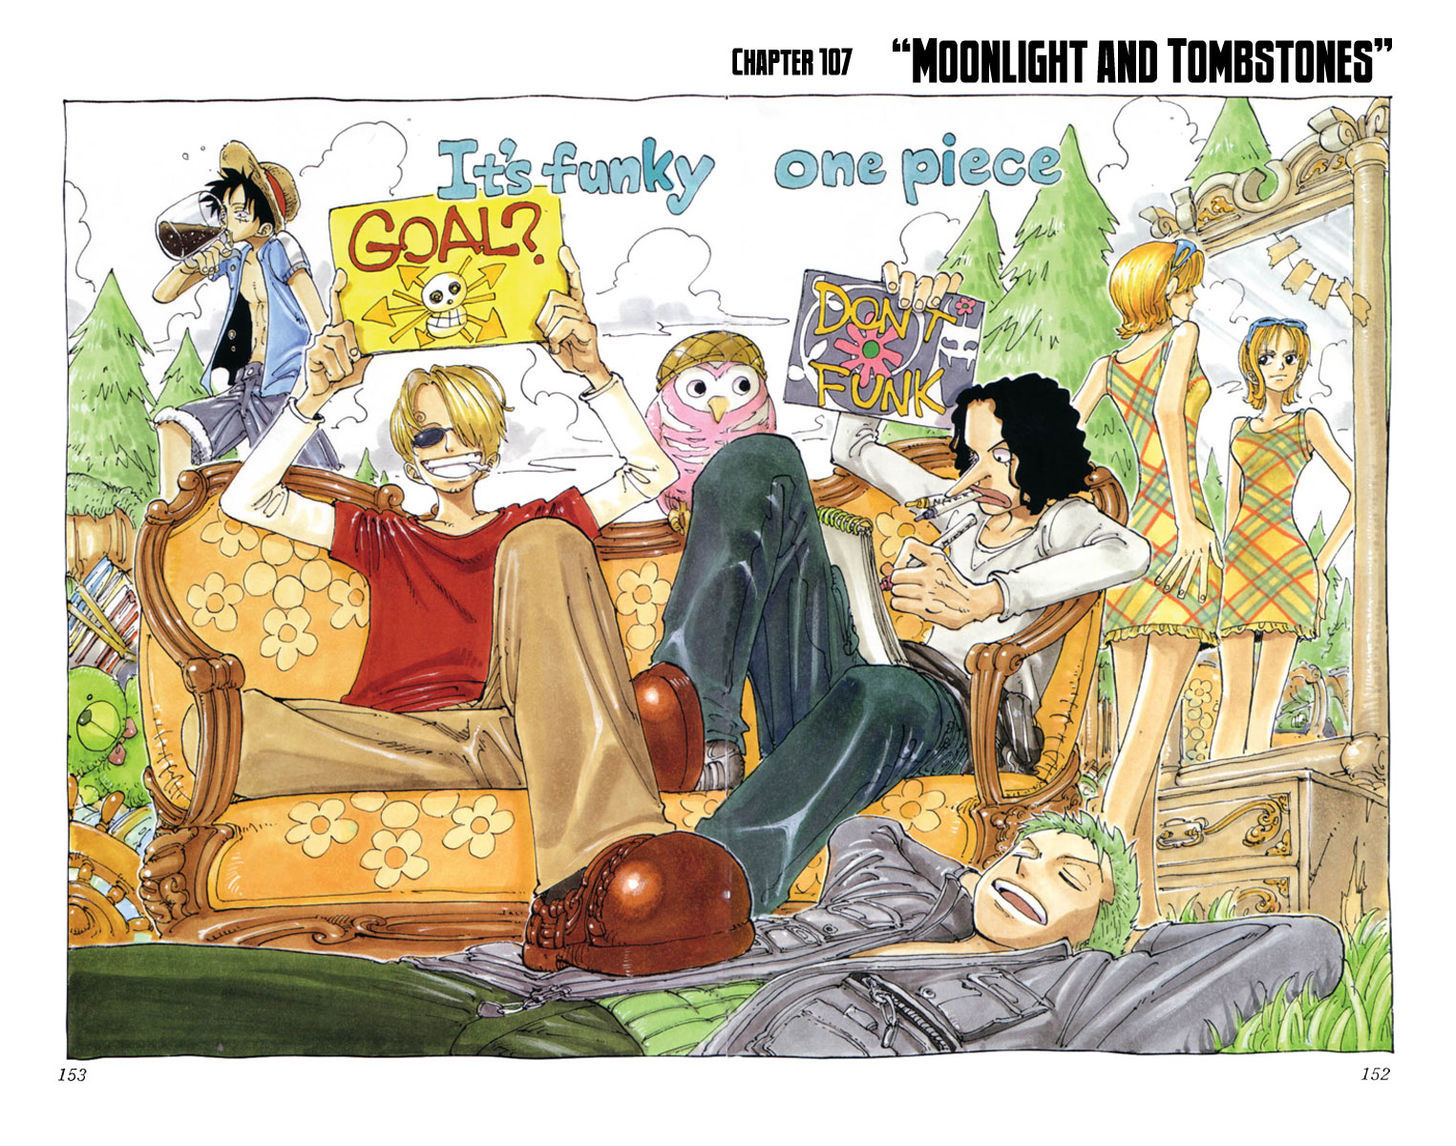 CHAPTER 107 “MOONLIGHT AND TOMBSTONES”
It's funky one piece
GOAL?
DON'T
FUNK
153
152